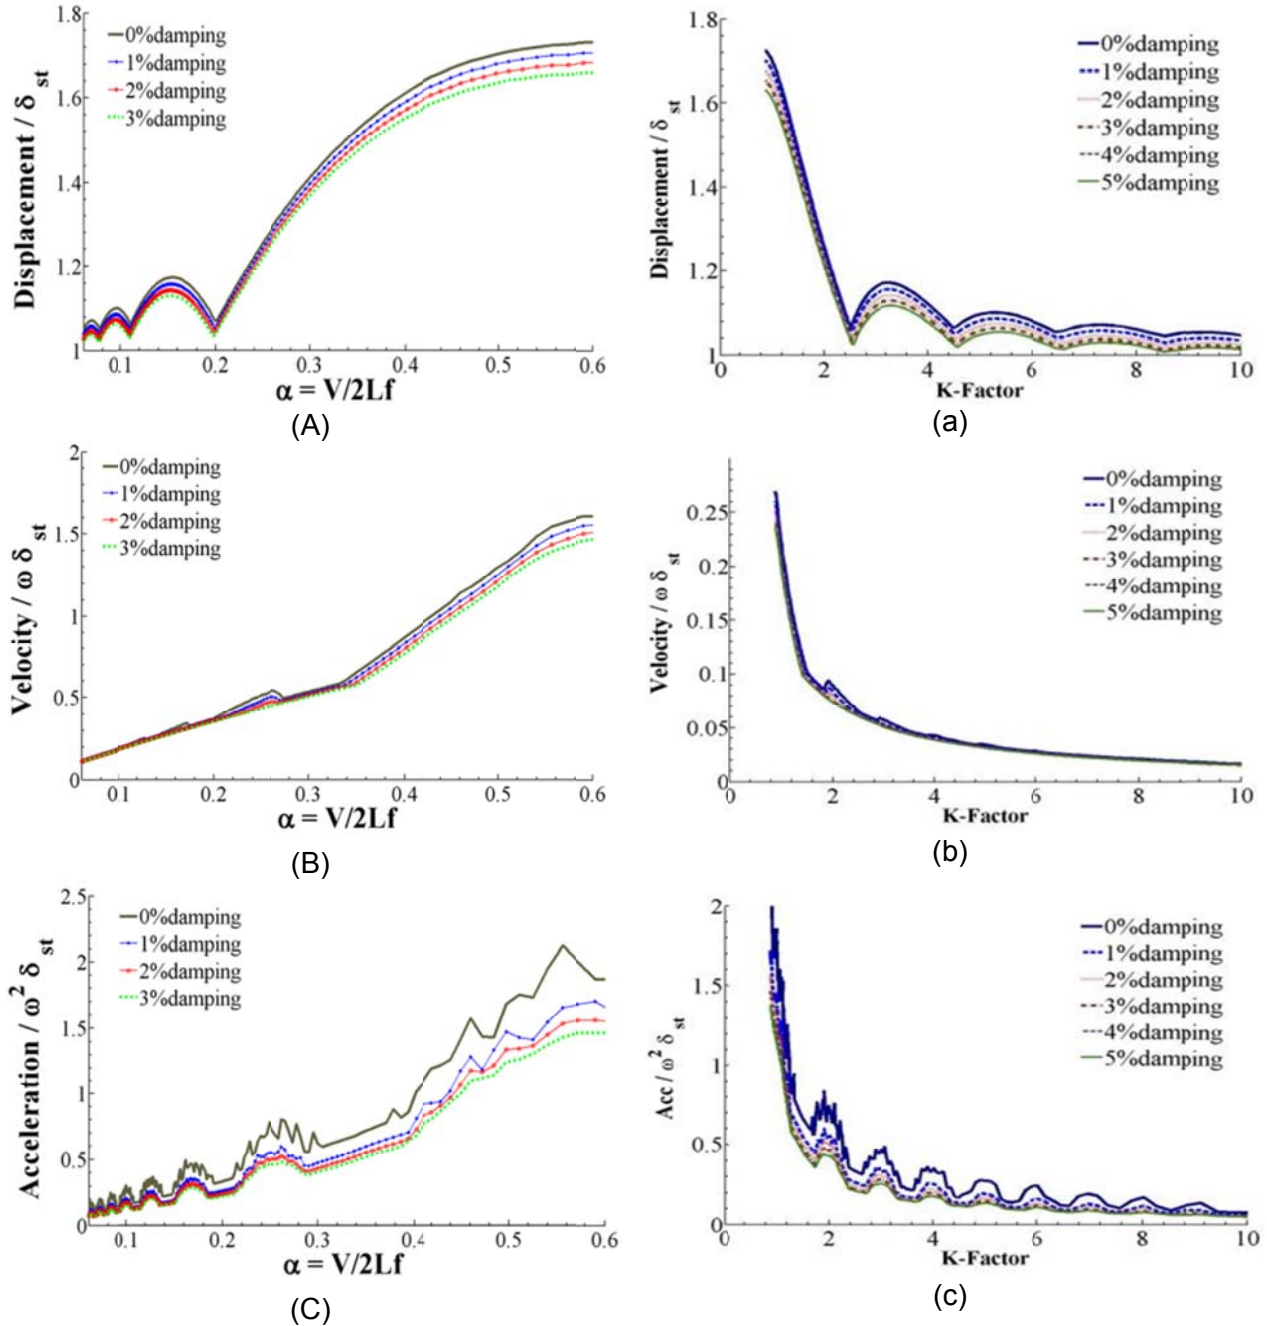 1.8
1.6
1.4
1.2
1
Displacement / δ st
0%damping
1%damping
2%damping
3%damping
0.1 0.2 0.3 0.4 0.5 0.6
α = V/2Lf
(A)
1.8
1.6
1.4
1.2
1
Displacement / δ st
0%damping
1%damping
2%damping
3%damping
4%damping
5%damping
0 2 4 6 8 10
K-Factor
(a)
2
1.5
1
0.5
0
Velocity / ω δ st
0%damping
1%damping
2%damping
3%damping
0.1 0.2 0.3 0.4 0.5 0.6
α = V/2Lf
(B)
0.25
0.2
0.15
0.1
0.05
0
Velocity / ω δ st
0%damping
1%damping
2%damping
3%damping
4%damping
5%damping
0 2 4 6 8 10
K-Factor
(b)
2.5
2
1.5
1
0.5
0
Acceleration / ω² δ st
0%damping
1%damping
2%damping
3%damping
0.1 0.2 0.3 0.4 0.5 0.6
α = V/2Lf
(C)
2
1.5
1
0.5
0
Acc / ω² δ st
0%damping
1%damping
2%damping
3%damping
4%damping
5%damping
0 2 4 6 8 10
K-Factor
(c)